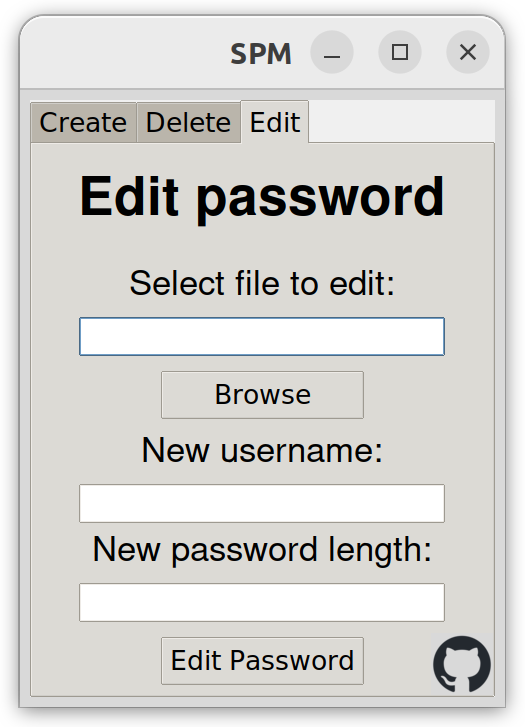 SPM
Create Delete Edit
Edit password
Select file to edit:
Browse
New username:
New password length:
Edit Password